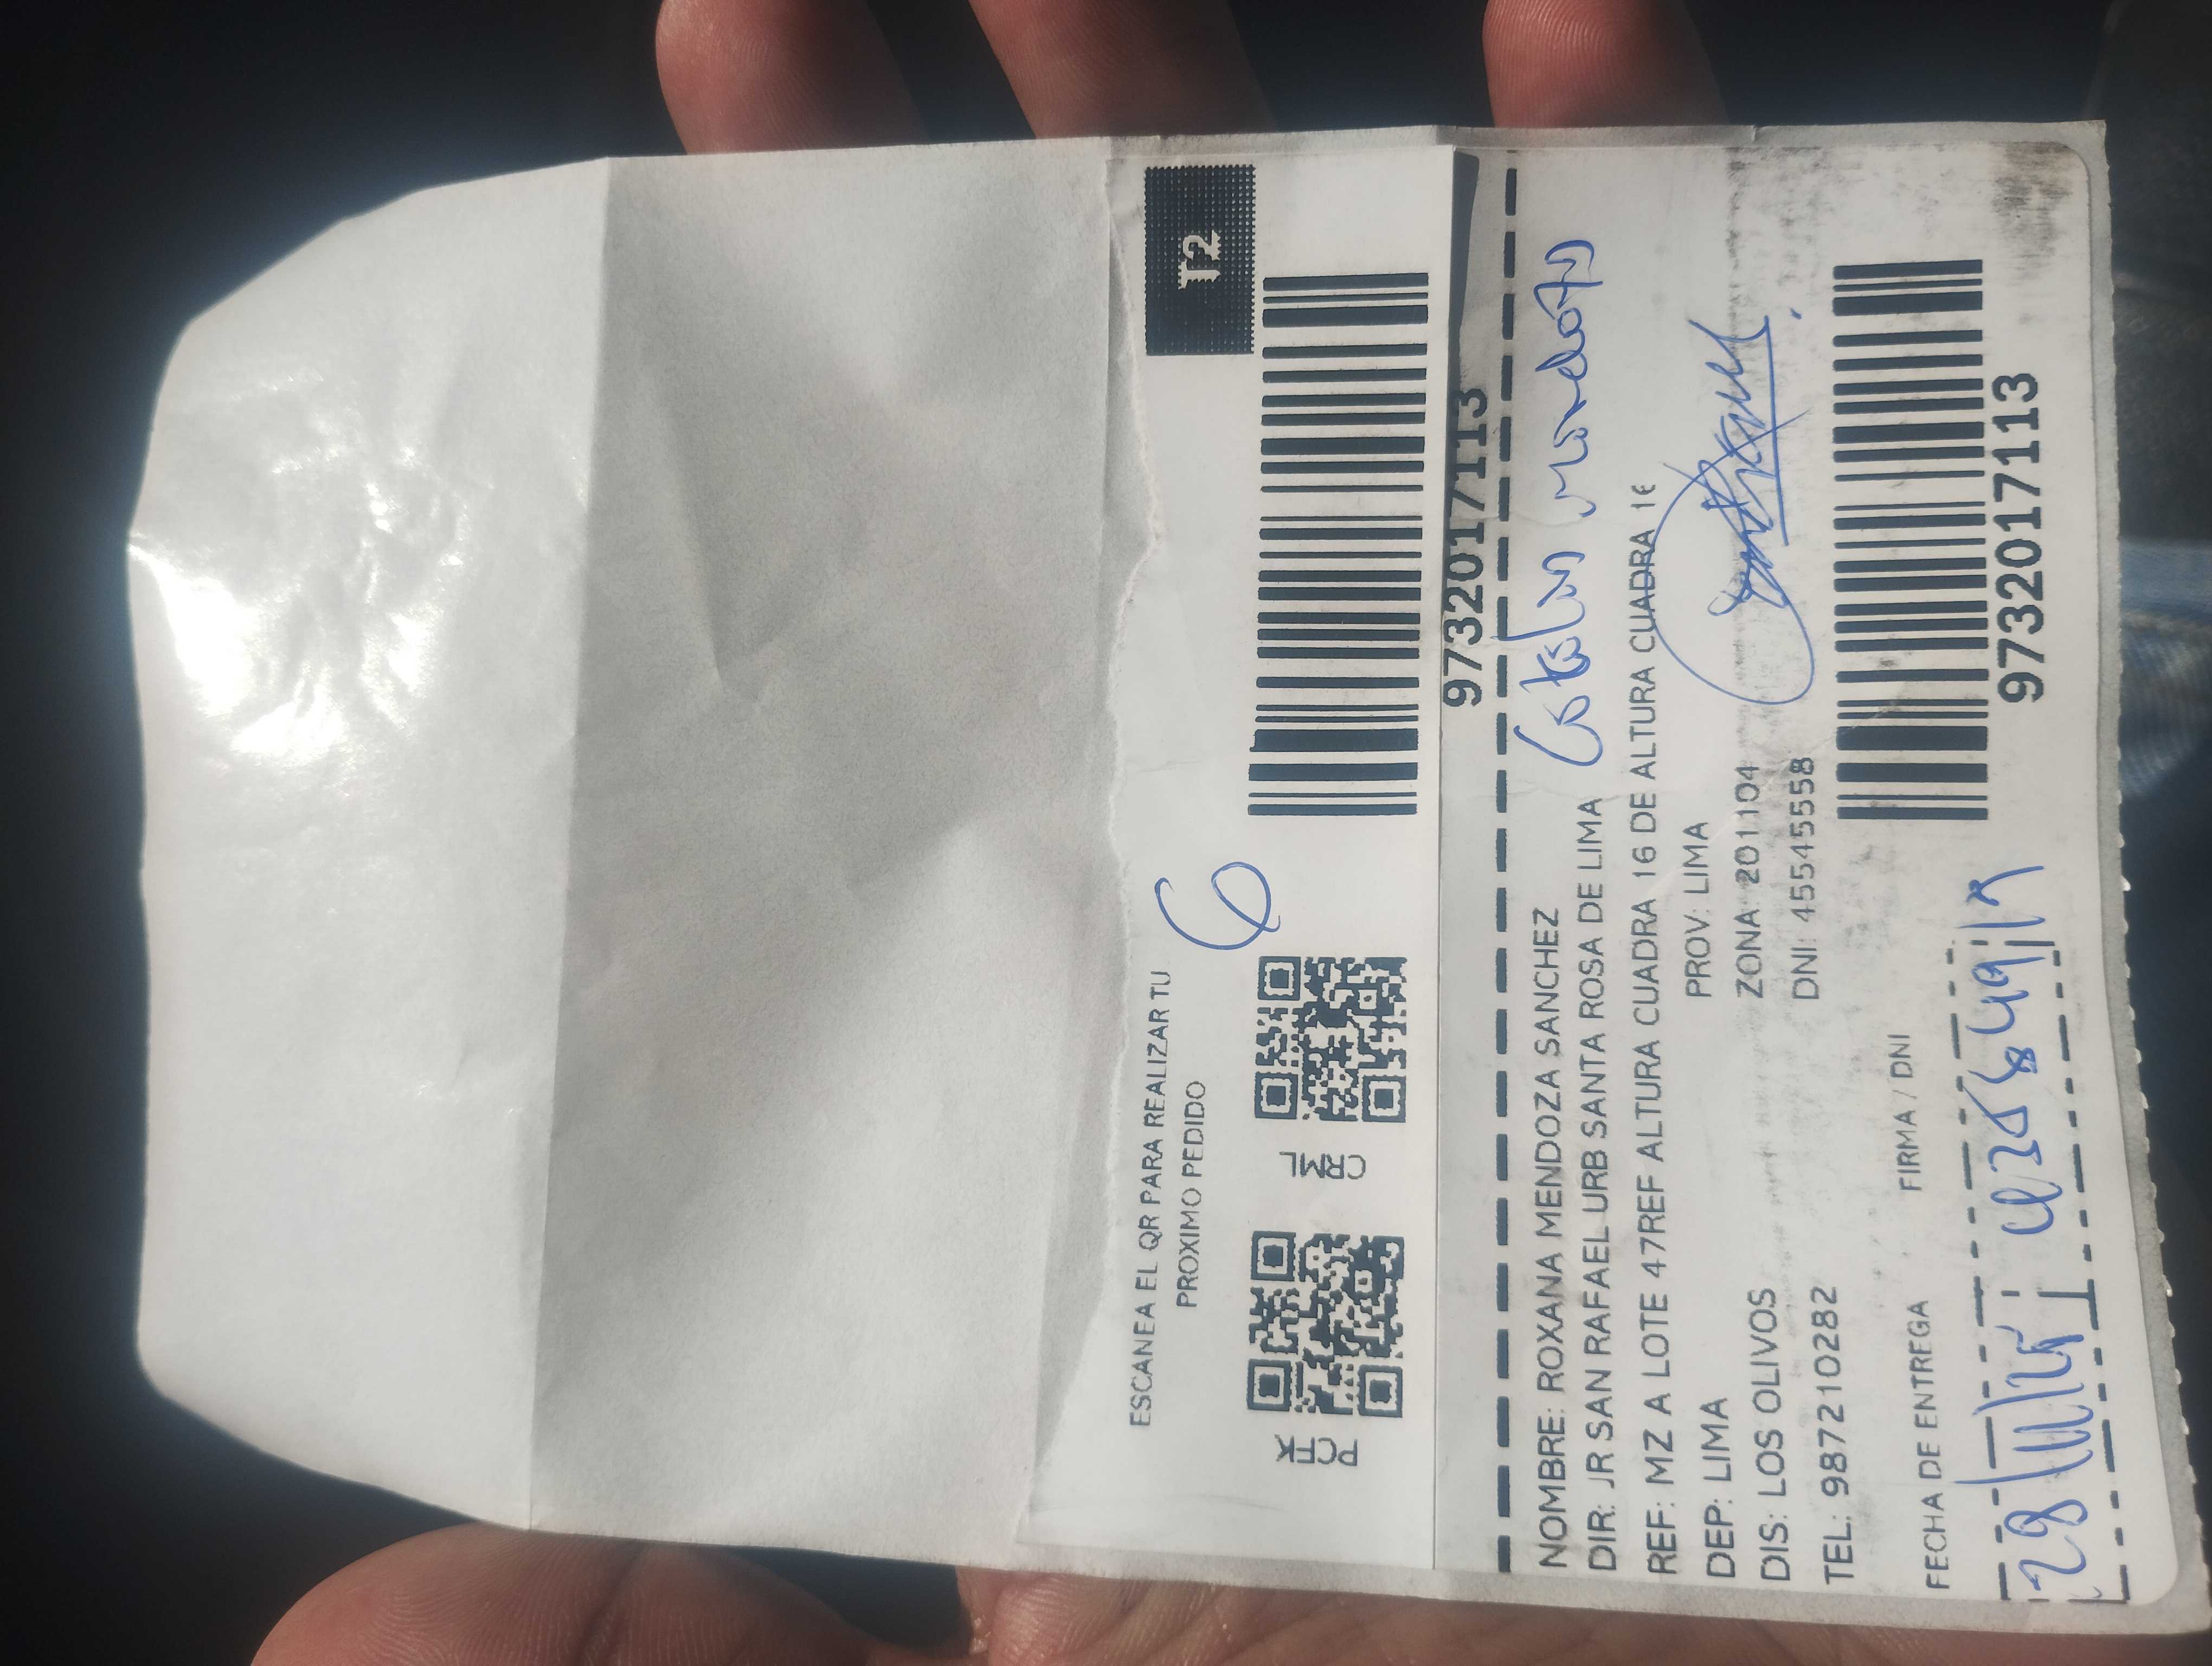 T2
ESCANEA EL QR PARA REALIZAR TU
PROXIMO PEDIDO
6
PCTK
CRML
9732017113
NOMBRE: ROXANA MENDOZA SANCHEZ
DIR: JR SAN RAFAEL URB SANTA ROSA DE LIMA
REF: MZ A LOTE 47REF ALTURA CUADRA 16 DE ALTURA CUADRA 16
DEP: LIMA PROV: LIMA
DIS: LOS OLIVOS ZONA: 201104
TEL: 987210282 DNI: 45545558
FECHA DE ENTREGA FIRMA / DNI
9732017113